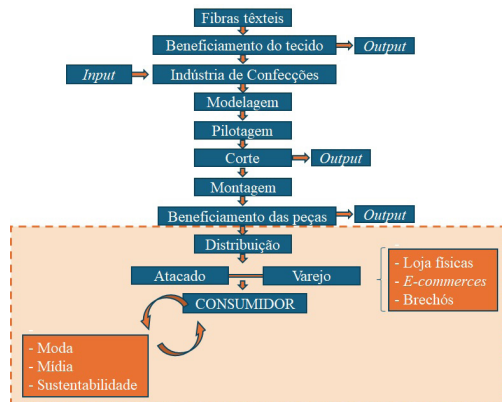 Fibras têxteis
Beneficiamento do tecido
Output
Input
Indústria de Confecções
Modelagem
Pilotagem
Corte
Output
Montagem
Beneficiamento das peças
Output
Distribuição
Atacado
Varejo
- Loja físicas
- E-commerces
- Brechós
CONSUMIDOR
- Moda
- Mídia
- Sustentabilidade